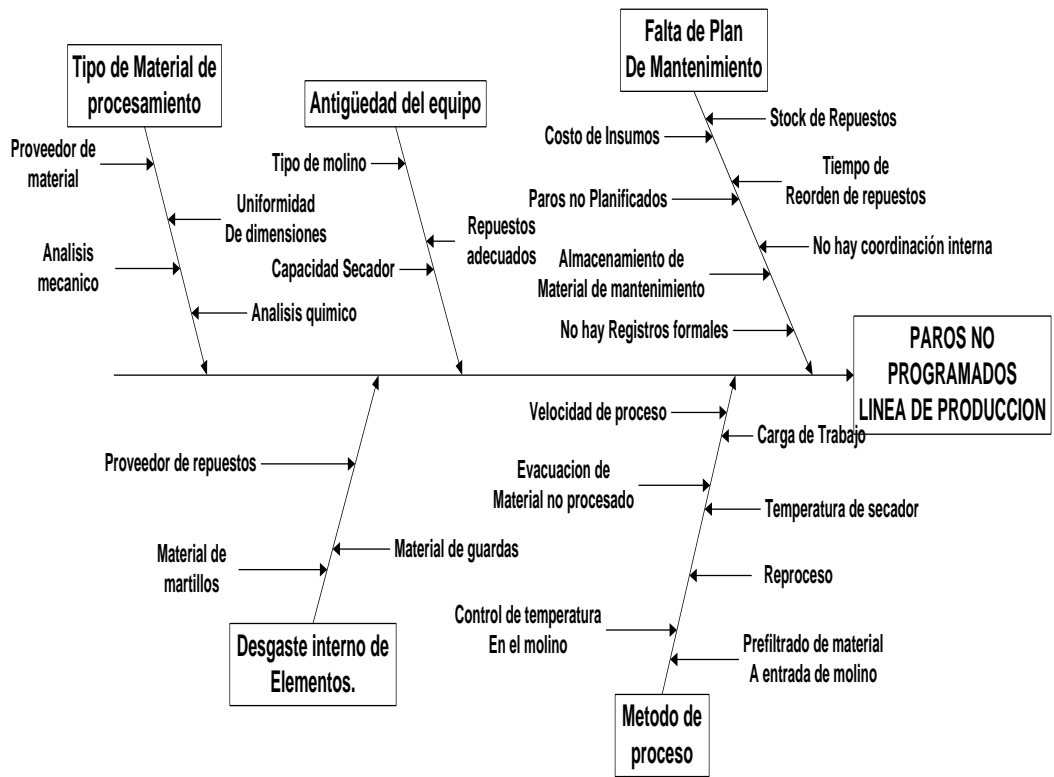 Falta de Plan
De Mantenimiento
Tipo de Material de
procesamiento
Antigüedad del equipo
Stock de Repuestos
Costo de Insumos
Proveedor de
material
Tipo de molino
Tiempo de
Reorden de repuestos
Paros no Planificados
Uniformidad
De dimensiones
Repuestos
adecuados
No hay coordinación interna
Analisis
mecanico
Capacidad Secador
Almacenamiento de
Material de mantenimiento
Analisis quimico
No hay Registros formales
PAROS NO
PROGRAMADOS
LINEA DE PRODUCCION
Velocidad de proceso
Carga de Trabajo
Proveedor de repuestos
Evacuacion de
Material no procesado
Temperatura de secador
Material de guardas
Material de
martillos
Reproceso
Control de temperatura
En el molino
Prefiltrado de material
A entrada de molino
Desgaste interno de
Elementos.
Metodo de
proceso